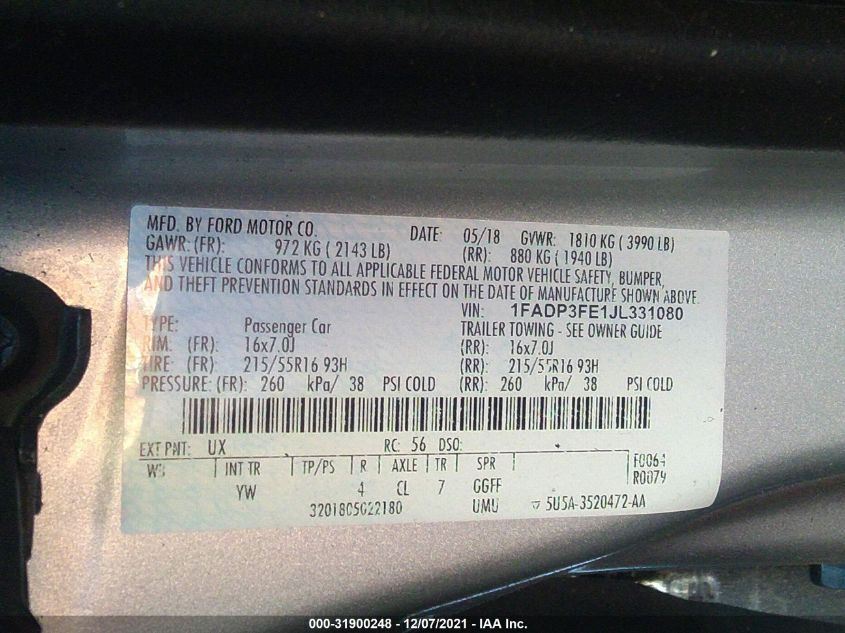 MFD. BY FORD MOTOR CO. DATE: 05/18 GVWR: 1810 KG ( 3990 LB)
GAWR: (FR): 972 KG ( 2143 LB) (RR): 880 KG ( 1940 LB)
THIS VEHICLE CONFORMS TO ALL APPLICABLE FEDERAL MOTOR VEHICLE SAFETY, BUMPER,
AND THEFT PREVENTION STANDARDS IN EFFECT ON THE DATE OF MANUFACTURE SHOWN ABOVE.
VIN: 1FADP3FE1JL331080
TYPE: Passenger Car TRAILER TOWING - SEE OWNER GUIDE
RIM: (FR): 16x7.0J (RR): 16x7.0J
TIRE: (FR): 215/55R16 93H (RR): 215/55R16 93H
PRESSURE: (FR): 260 kPa/ 38 PSI COLD (RR): 260 kPa/ 38 PSI COLD
EXT PNT: UX RC: 56 DSO: F0064
WB INT TR TP/PS R AXLE TR SPR R0079
YW 4 CL 7 GGFF
3201805022180 UMU 5U5A-3520472-AA
000-31900248 - 12/07/2021 - IAA Inc.